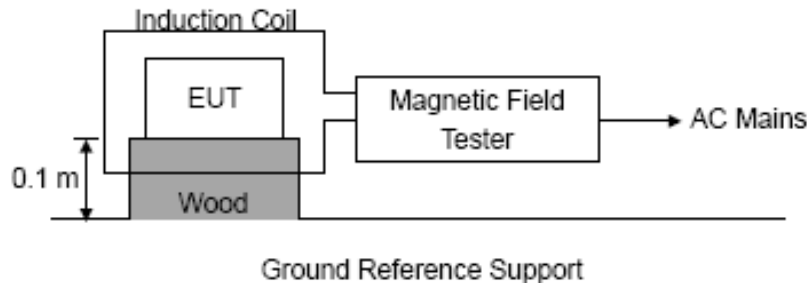 Induction Coil
EUT
Magnetic Field
Tester
AC Mains
0.1 m
Wood
Ground Reference Support